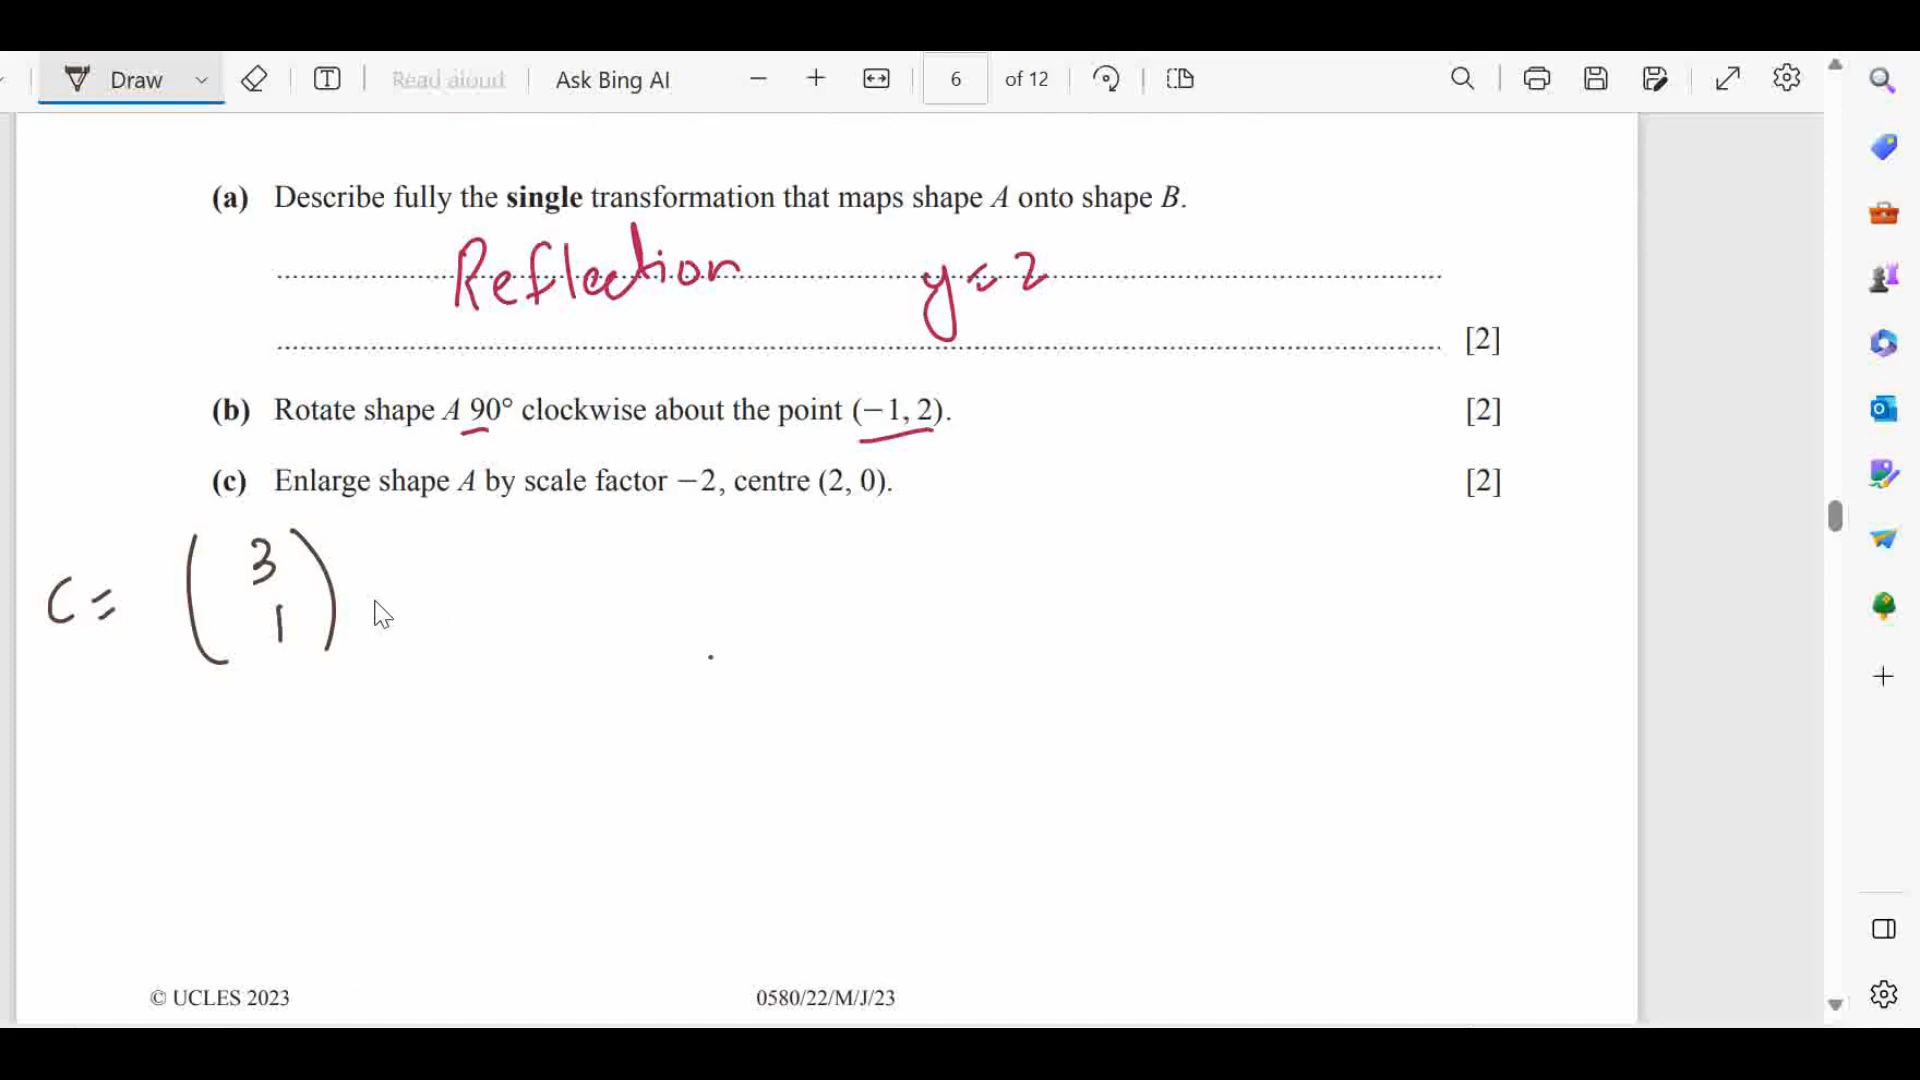 Draw
Read aloud
Ask Bing AI
6 of 12
(a) Describe fully the single transformation that maps shape A onto shape B.
Reflection y = 2
[2]
(b) Rotate shape A 90° clockwise about the point (−1, 2). [2]
(c) Enlarge shape A by scale factor −2, centre (2, 0). [2]
C = ( 3
1 )
© UCLES 2023 0580/22/M/J/23